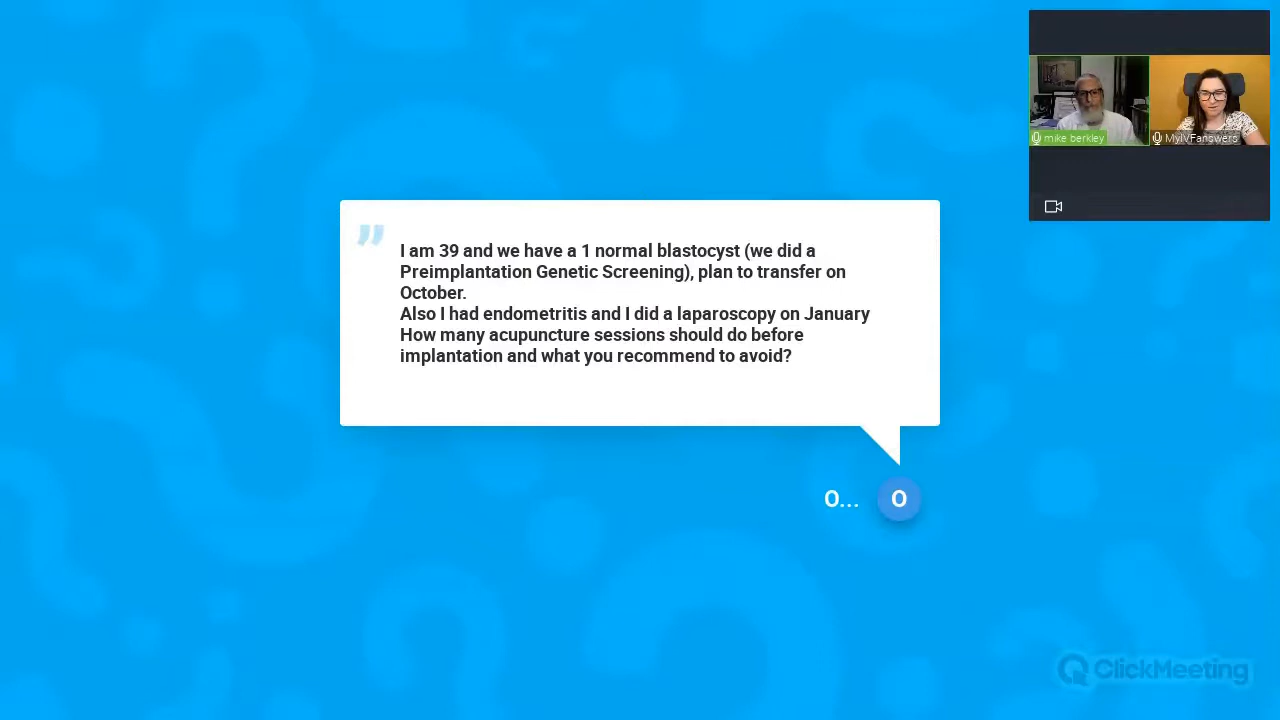 mike berkley
MyIVFanswers
"
I am 39 and we have a 1 normal blastocyst (we did a
Preimplantation Genetic Screening), plan to transfer on
October.
Also I had endometritis and I did a laparoscopy on January
How many acupuncture sessions should do before
implantation and what you recommend to avoid?
O...
O
ClickMeeting